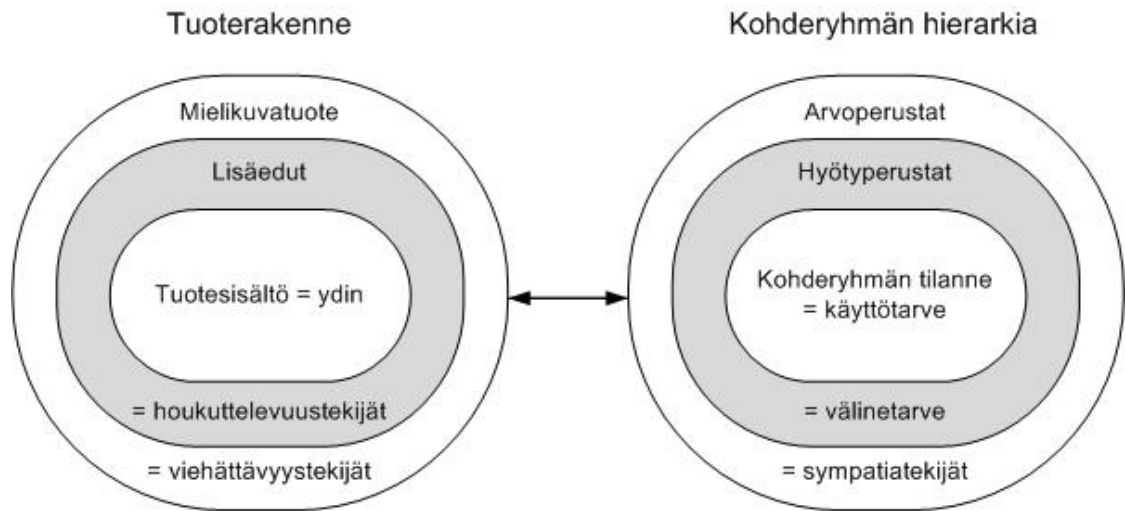 Tuoterakenne
Mielikuvatuote
Lisäedut
Tuotesisältö = ydin
= houkuttelevuustekijät
= viehättävyystekijät
Kohderyhmän hierarkia
Arvoperustat
Hyötyperustat
Kohderyhmän tilanne
= käyttötarve
= välinetarve
= sympatiatekijät